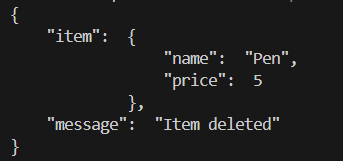 {
    "item":  {
                 "name":  "Pen",
                 "price":  5
             },
    "message":  "Item deleted"
}